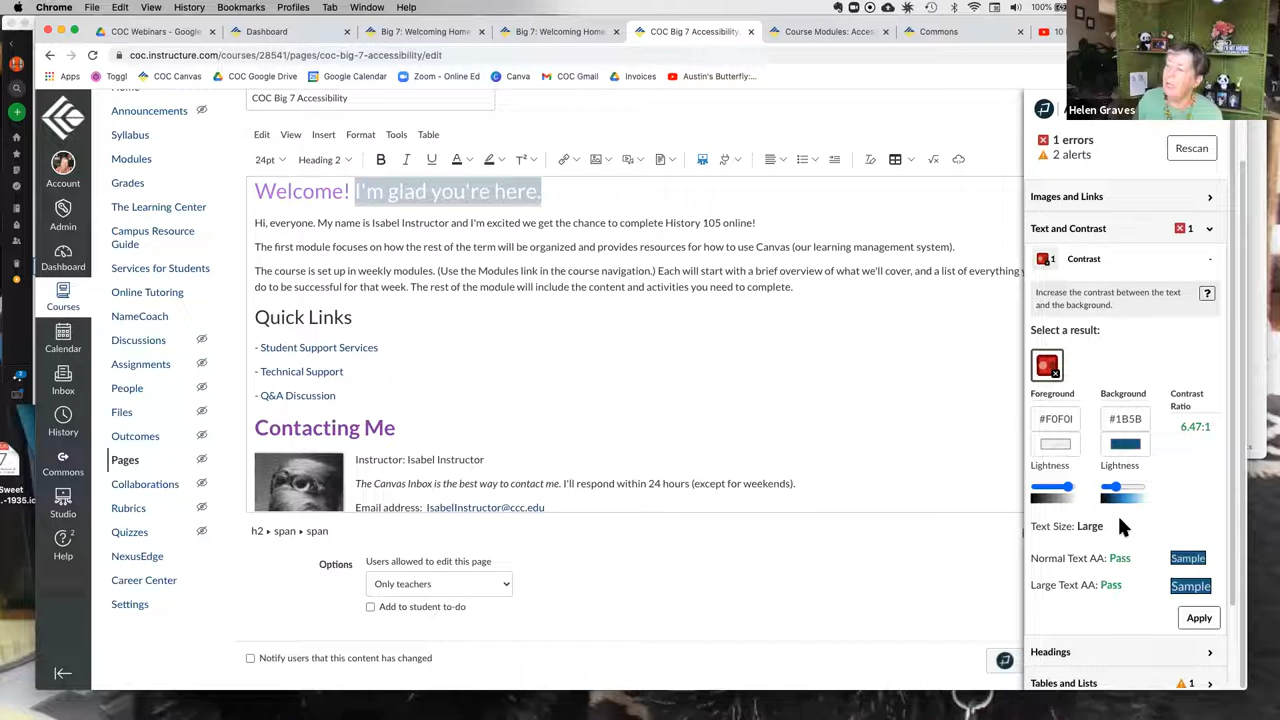 Chrome File Edit View History Bookmarks Profiles Tab Window Help 100%
COC Webinars - Google Dashboard Big 7: Welcoming Home Big 7: Welcoming Home COC Big 7 Accessibility Course Modules: Acces Commons 10
coc.instructure.com/courses/28541/pages/coc-big-7-accessibility/edit
Apps Toggl COC Canvas COC Google Drive Google Calendar Zoom - Online Ed Canva COC Gmail Invoices Austin's Butterfly:...
Helen Graves
Account
Admin
Dashboard
Courses
Calendar
Inbox
History
Commons
Studio
Help
Sweet
.-1935.ic
Home
Announcements
Syllabus
Modules
Grades
The Learning Center
Campus Resource
Guide
Services for Students
Online Tutoring
NameCoach
Discussions
Assignments
People
Files
Outcomes
Pages
Collaborations
Rubrics
Quizzes
NexusEdge
Career Center
Settings
COC Big 7 Accessibility
Edit View Insert Format Tools Table
24pt Heading 2 B I U A T²
Welcome! I'm glad you're here.
Hi, everyone. My name is Isabel Instructor and I'm excited we get the chance to complete History 105 online!
The first module focuses on how the rest of the term will be organized and provides resources for how to use Canvas (our learning management system).
The course is set up in weekly modules. (Use the Modules link in the course navigation.) Each will start with a brief overview of what we'll cover, and a list of everything y
do to be successful for that week. The rest of the module will include the content and activities you need to complete.
Quick Links
- Student Support Services
- Technical Support
- Q&A Discussion
Contacting Me
Instructor: Isabel Instructor
The Canvas Inbox is the best way to contact me. I'll respond within 24 hours (except for weekends).
Email address: IsabelInstructor@ccc.edu
h2 ▸ span ▸ span
Options Users allowed to edit this page
Only teachers
Add to student to-do
Notify users that this content has changed
1 errors
2 alerts
Rescan
Images and Links
Text and Contrast 1
1 Contrast -
Increase the contrast between the text
and the background.
?
Select a result:
Foreground Background Contrast
Ratio
#F0F0I #1B5B 6.47:1
Lightness Lightness
Text Size: Large
Normal Text AA: Pass Sample
Large Text AA: Pass Sample
Apply
Headings
Tables and Lists 1